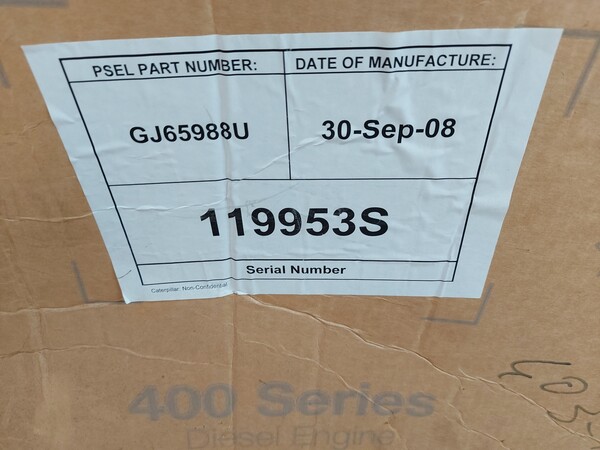 PSEL PART NUMBER: DATE OF MANUFACTURE:
GJ65988U 30-Sep-08
119953S
Serial Number
Caterpillar: Non-Confidential
400 Series
Diesel Engine